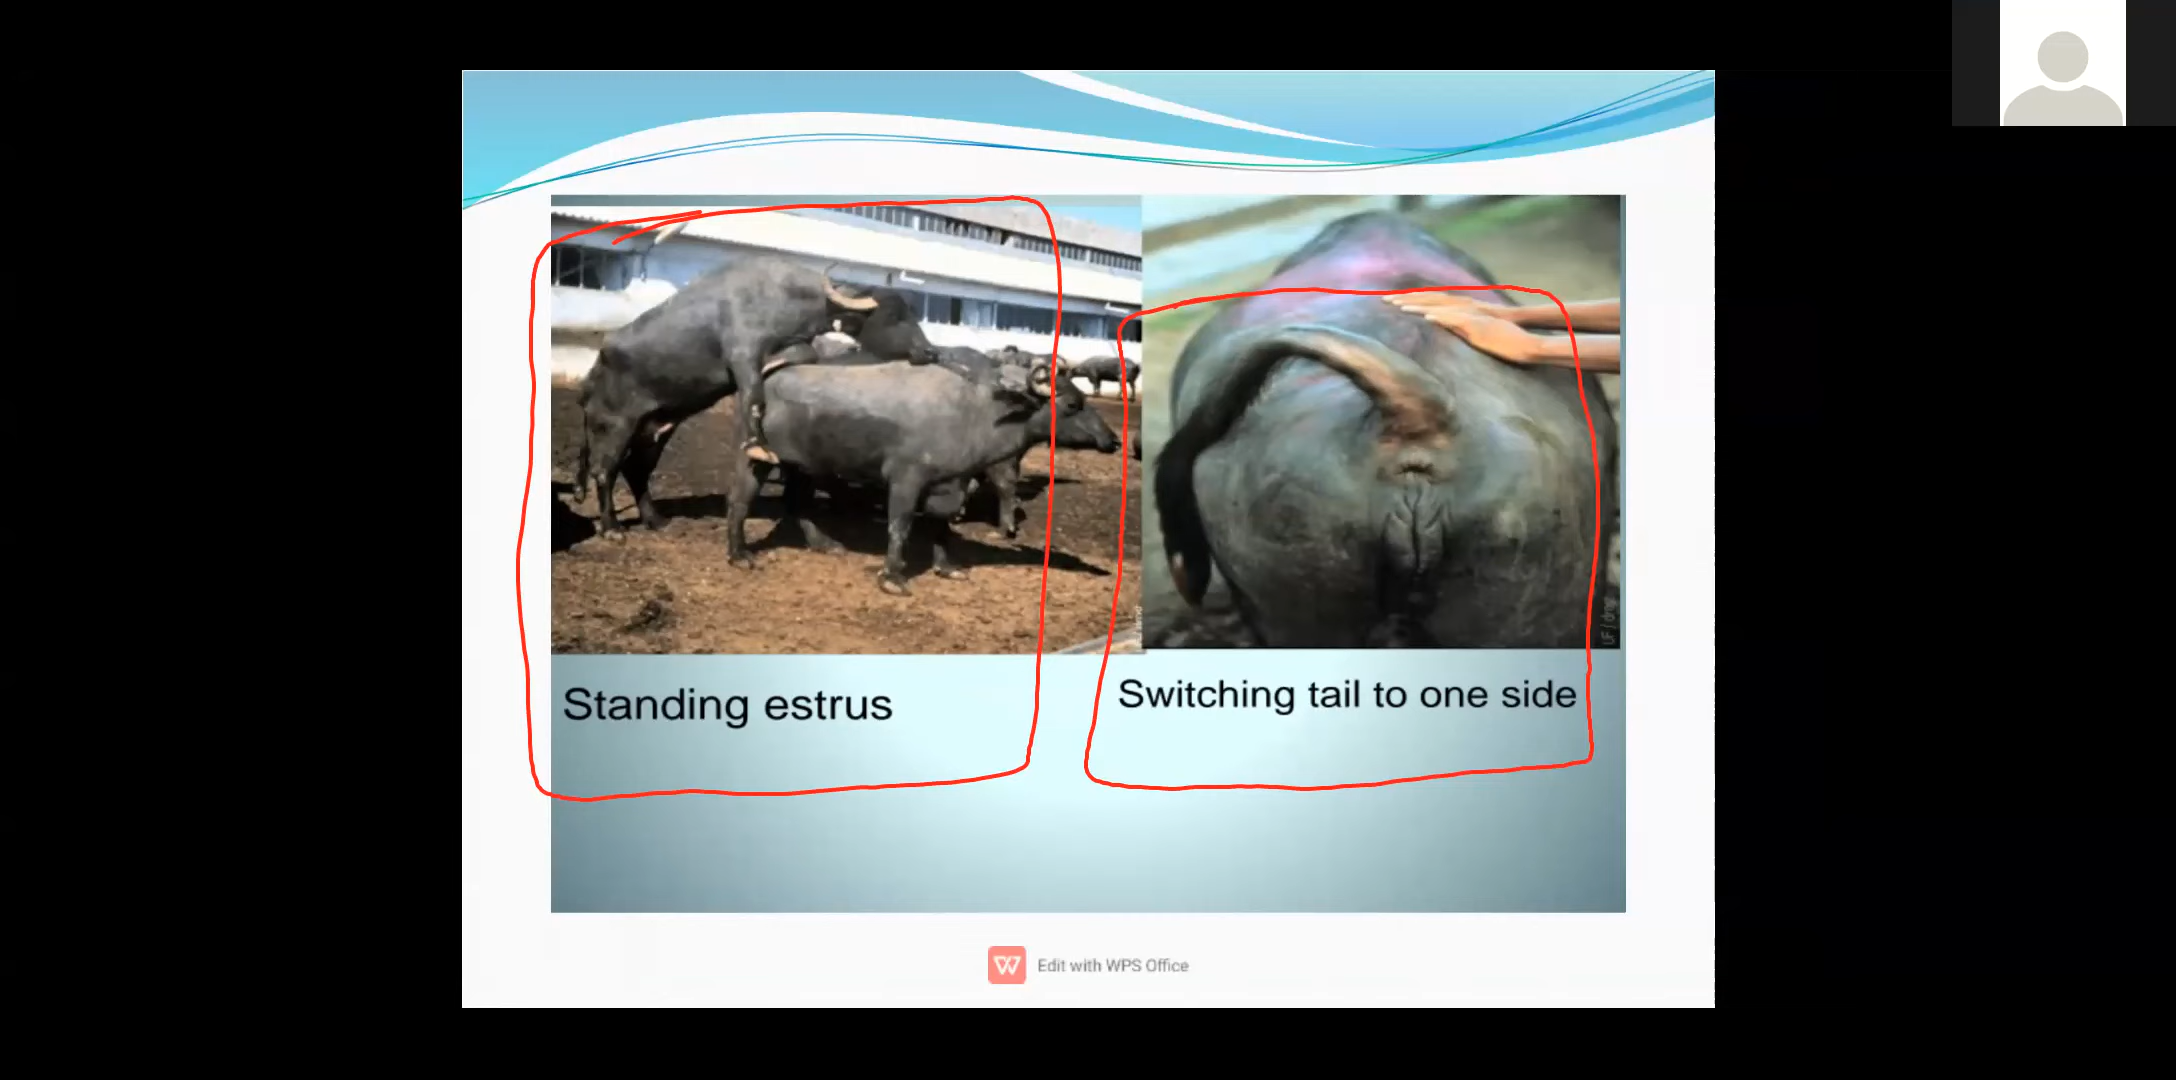 Standing estrus
Switching tail to one side
Edit with WPS Office